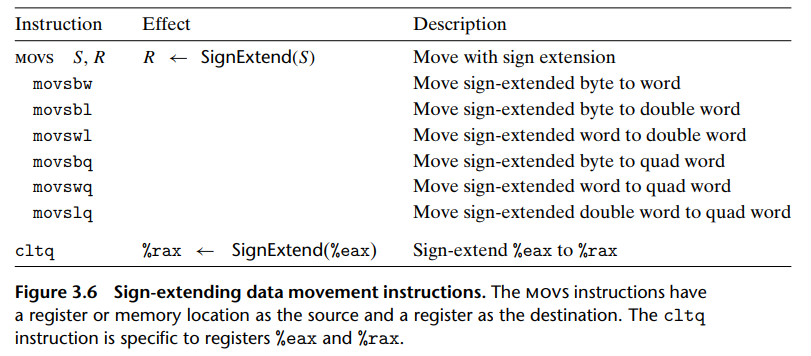 Instruction Effect Description
MOVS S, R R ← SignExtend(S) Move with sign extension
movsbw Move sign-extended byte to word
movsbl Move sign-extended byte to double word
movswl Move sign-extended word to double word
movsbq Move sign-extended byte to quad word
movswq Move sign-extended word to quad word
movslq Move sign-extended double word to quad word
cltq %rax ← SignExtend(%eax) Sign-extend %eax to %rax
Figure 3.6 Sign-extending data movement instructions. The MOVS instructions have
a register or memory location as the source and a register as the destination. The cltq
instruction is specific to registers %eax and %rax.